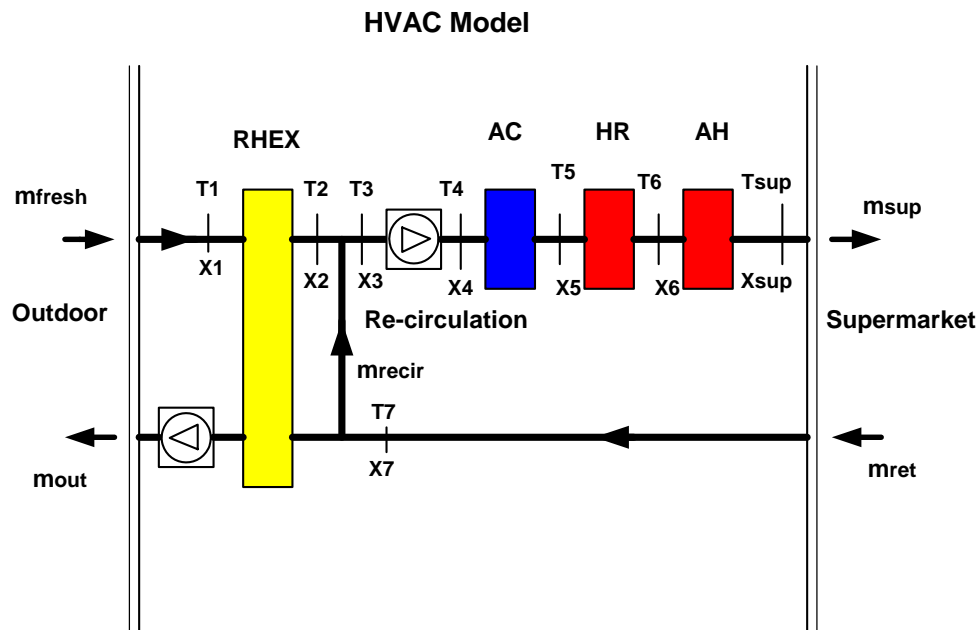 HVAC Model
RHEX
AC
HR
AH
mfresh
T1
T2
T3
T4
T5
T6
Tsup
msup
X1
X2
X3
X4
X5
X6
Xsup
Outdoor
Re-circulation
Supermarket
mrecir
T7
X7
mout
mret